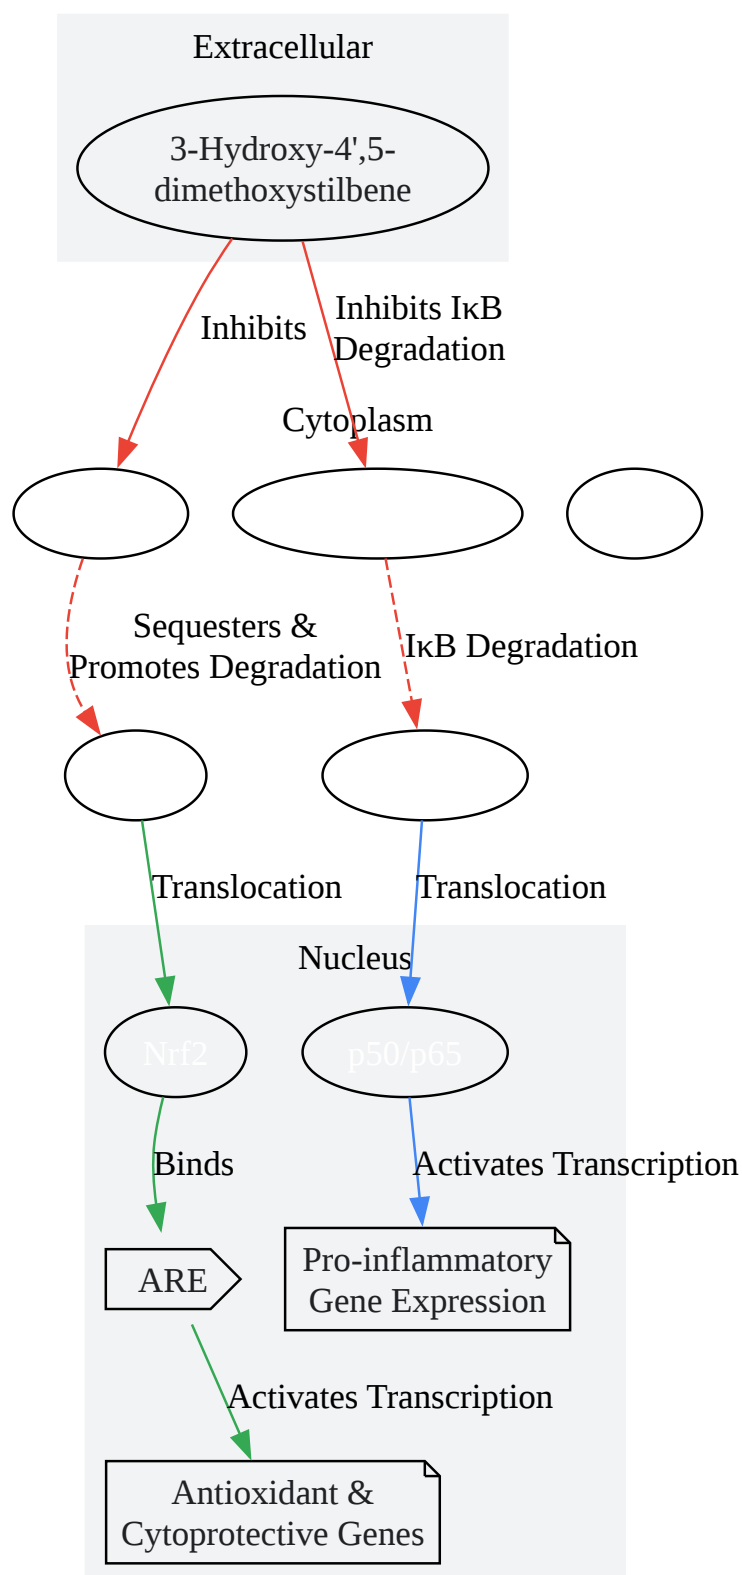 Extracellular
3-Hydroxy-4',5-
dimethoxystilbene
Inhibits
Inhibits IκB
Degradation
Cytoplasm
Sequesters &
Promotes Degradation
IκB Degradation
Translocation
Translocation
Nucleus
Nrf2
p50/p65
Binds
Activates Transcription
ARE
Pro-inflammatory
Gene Expression
Activates Transcription
Antioxidant &
Cytoprotective Genes